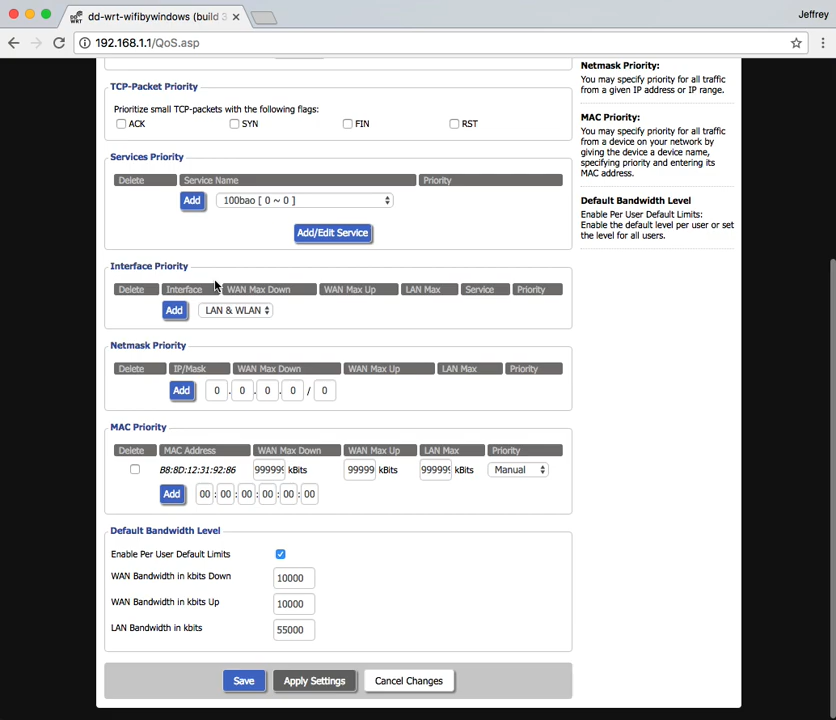 dd-wrt-wifibywindows (build 3
Jeffrey
192.168.1.1/QoS.asp
TCP-Packet Priority
Prioritize small TCP-packets with the following flags:
ACK SYN FIN RST
Services Priority
Delete Service Name Priority
Add 100bao [ 0 ~ 0 ]
Add/Edit Service
Interface Priority
Delete Interface WAN Max Down WAN Max Up LAN Max Service Priority
Add LAN & WLAN
Netmask Priority
Delete IP/Mask WAN Max Down WAN Max Up LAN Max Priority
Add 0 . 0 . 0 . 0 / 0
MAC Priority
Delete MAC Address WAN Max Down WAN Max Up LAN Max Priority
B8:8D:12:31:92:86 999999 kBits 99999 kBits 999999 kBits Manual
Add 00 : 00 : 00 : 00 : 00 : 00
Default Bandwidth Level
Enable Per User Default Limits
WAN Bandwidth in kbits Down 10000
WAN Bandwidth in kbits Up 10000
LAN Bandwidth in kbits 55000
Save Apply Settings Cancel Changes
Netmask Priority:
You may specify priority for all traffic
from a given IP address or IP range.
MAC Priority:
You may specify priority for all traffic
from a device on your network by
giving the device a device name,
specifying priority and entering its
MAC address.
Default Bandwidth Level
Enable Per User Default Limits:
Enable the default level per user or set
the level for all users.